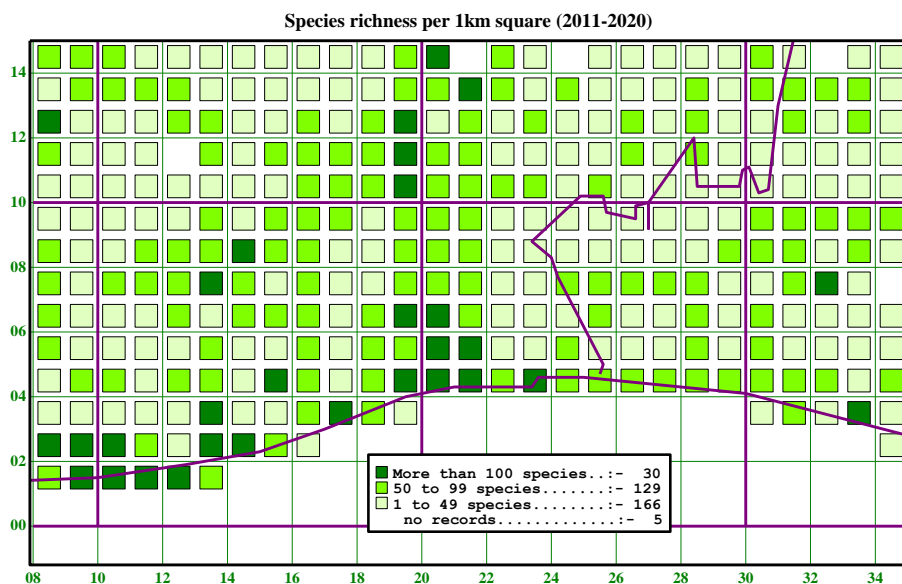 Species richness per 1km square (2011-2020)
14
12
10
08
06
04
02
00
More than 100 species..:- 30
50 to 99 species.......:- 129
1 to 49 species........:- 166
no records.............:- 5
08 10 12 14 16 18 20 22 24 26 28 30 32 34